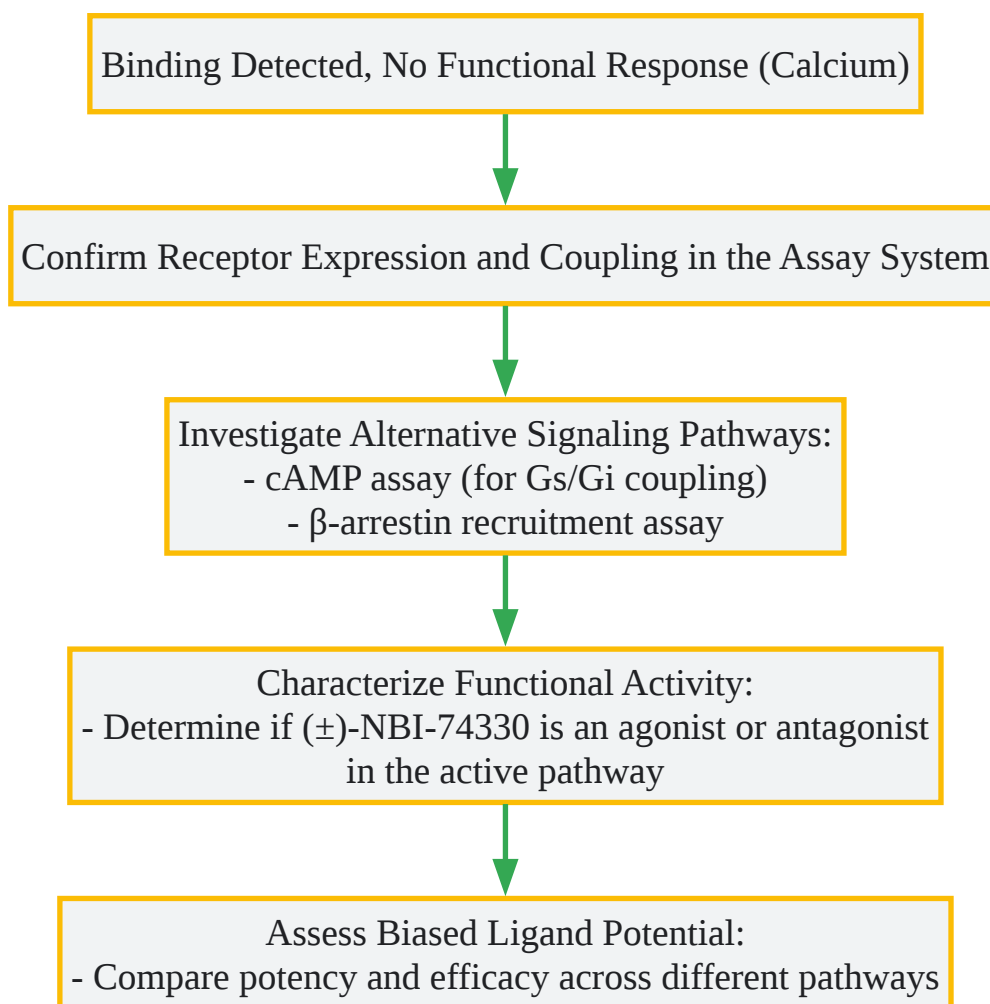 Binding Detected, No Functional Response (Calcium)
Confirm Receptor Expression and Coupling in the Assay System
Investigate Alternative Signaling Pathways:
- cAMP assay (for Gs/Gi coupling)
- β-arrestin recruitment assay
Characterize Functional Activity:
- Determine if (±)-NBI-74330 is an agonist or antagonist
in the active pathway
Assess Biased Ligand Potential:
- Compare potency and efficacy across different pathways